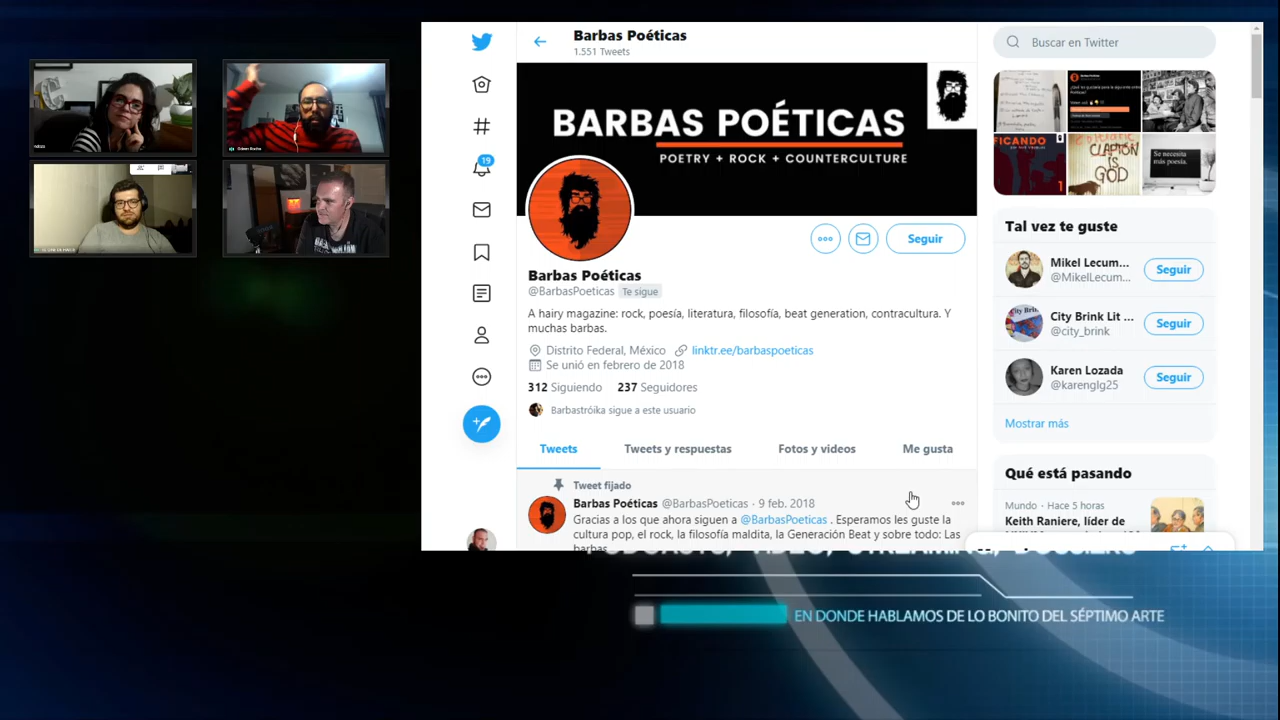 Barbas Poéticas
1.551 Tweets
Buscar en Twitter
BARBAS POÉTICAS
POETRY + ROCK + COUNTERCULTURE
19
Seguir
Barbas Poéticas
@BarbasPoeticas Te sigue
A hairy magazine: rock, poesía, literatura, filosofía, beat generation, contracultura. Y
muchas barbas.
Distrito Federal, México linktr.ee/barbaspoeticas
Se unió en febrero de 2018
312 Siguiendo 237 Seguidores
Barbastróika sigue a este usuario
Tweets Tweets y respuestas Fotos y videos Me gusta
Tweet fijado
Barbas Poéticas @BarbasPoeticas · 9 feb. 2018
Gracias a los que ahora siguen a @BarbasPoeticas . Esperamos les guste la
cultura pop, el rock, la filosofía maldita, la Generación Beat y sobre todo: Las
barbas
FICANDO
CLAPTON
IS
GOD
Se necesita
más poesía.
Tal vez te guste
Mikel Lecum...
@MikelLecum...
Seguir
City Brink Lit ...
@city_brink
Seguir
Karen Lozada
@karenglg25
Seguir
Mostrar más
Qué está pasando
Mundo · Hace 5 horas
Keith Raniere, líder de
PODCASTS, VIDEO, STREAMING, DOSSIERS
EN DONDE HABLAMOS DE LO BONITO DEL SÉPTIMO ARTE